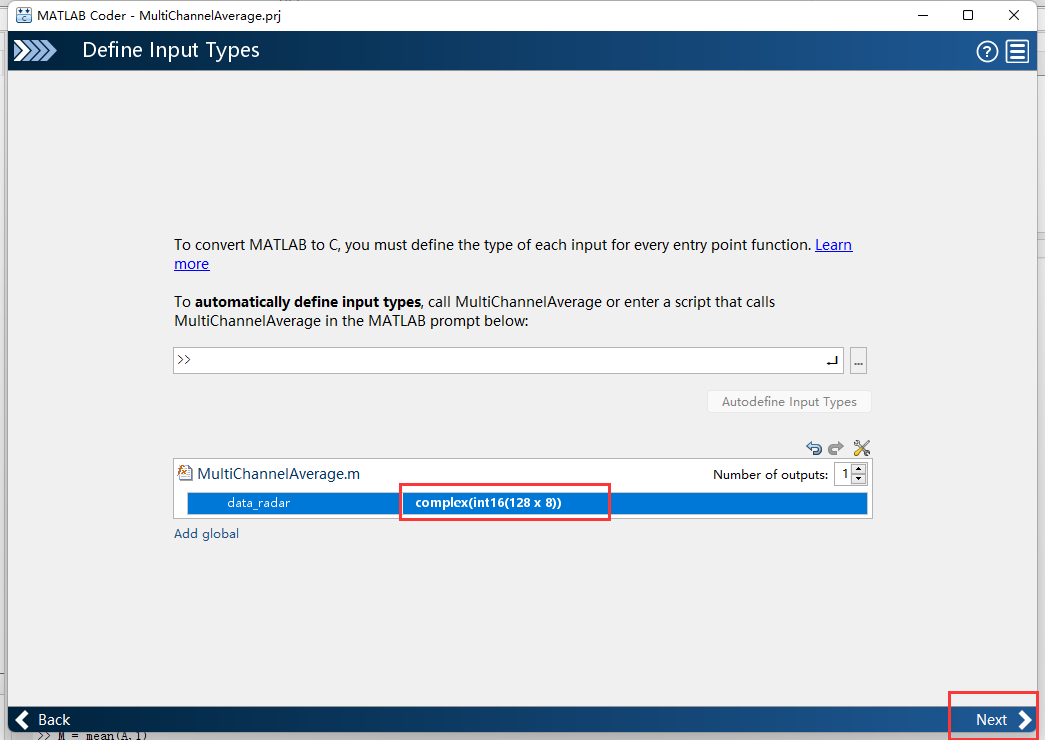 MATLAB Coder - MultiChannelAverage.prj
Define Input Types
To convert MATLAB to C, you must define the type of each input for every entry point function. Learn
more
To automatically define input types, call MultiChannelAverage or enter a script that calls
MultiChannelAverage in the MATLAB prompt below:
>>
...
Autodefine Input Types
MultiChannelAverage.m Number of outputs: 1
data_radar complex(int16(128 x 8))
Add global
Back Next
>> M = mean(A,1)